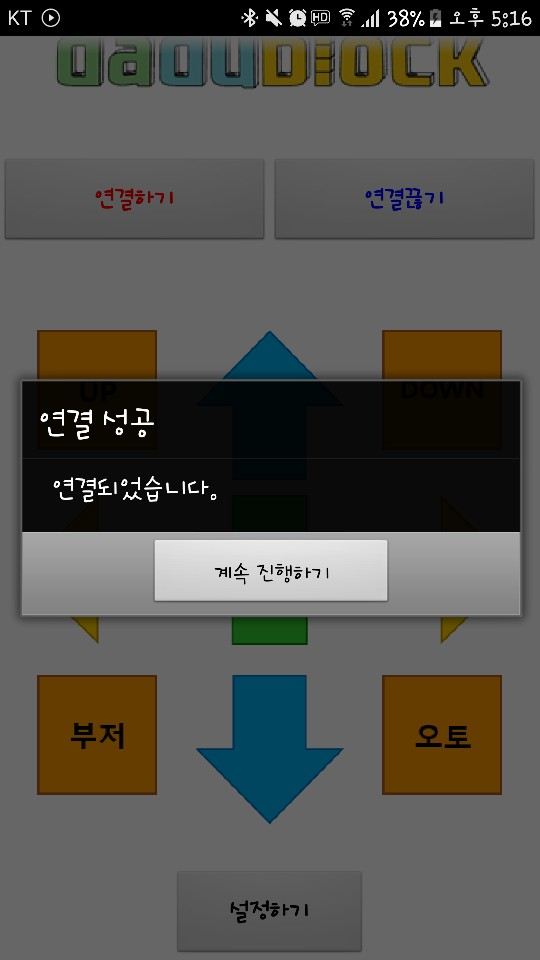 KT HD 38% 오후 5:16
dadublock
연결하기 연결끊기
UP DOWN
연결 성공
연결되었습니다.
계속 진행하기
부저 오토
설정하기